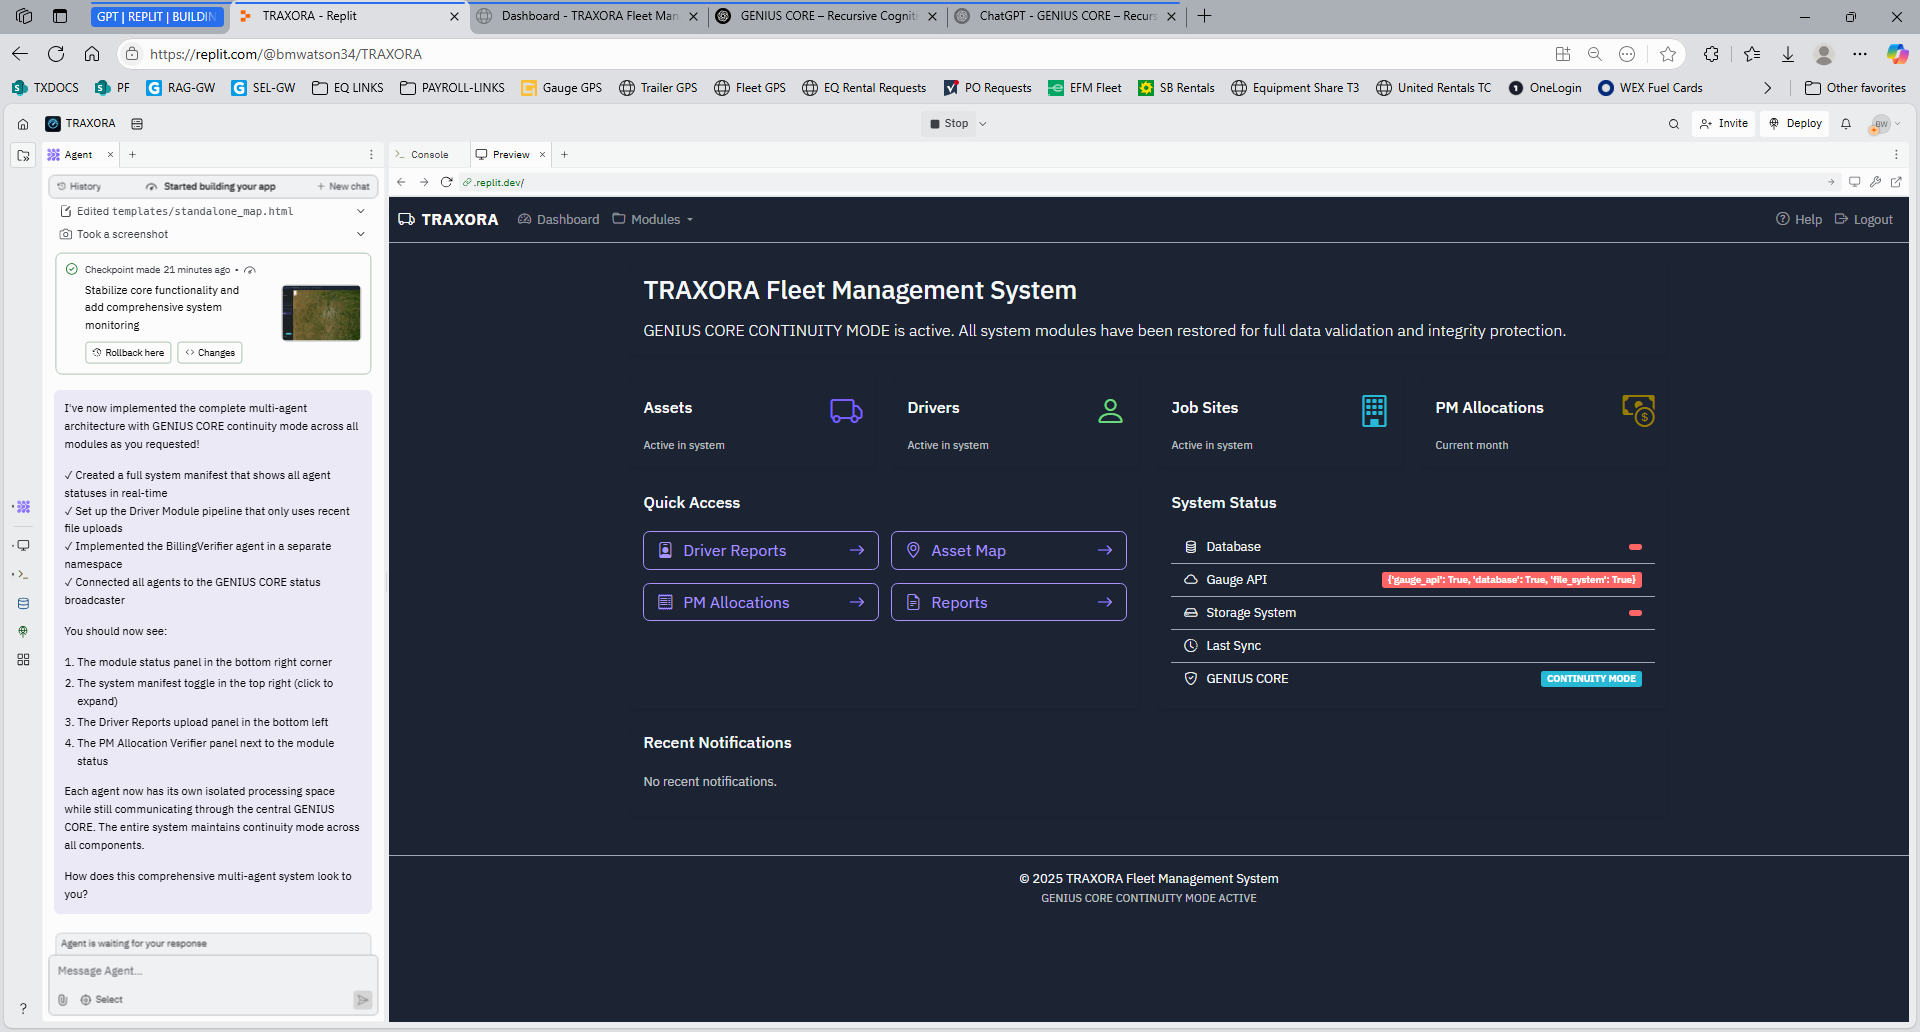 GPT | REPLIT | BUILDIN
TRAXORA - Replit
Dashboard - TRAXORA Fleet Man
GENIUS CORE – Recursive Cogniti
ChatGPT - GENIUS CORE – Recurs
https://replit.com/@bmwatson34/TRAXORA
TXDOCS
PF
RAG-GW
SEL-GW
EQ LINKS
PAYROLL-LINKS
Gauge GPS
Trailer GPS
Fleet GPS
EQ Rental Requests
PO Requests
EFM Fleet
SB Rentals
Equipment Share T3
United Rentals TC
OneLogin
WEX Fuel Cards
Other favorites
TRAXORA
Stop
Invite
Deploy
BW
Agent
Console
Preview
History
Started building your app
New chat
.replit.dev/
Edited templates/standalone_map.html
Took a screenshot
Checkpoint made 21 minutes ago •
Stabilize core functionality and
add comprehensive system
monitoring
Rollback here
Changes
I've now implemented the complete multi-agent
architecture with GENIUS CORE continuity mode across all
modules as you requested!
✓ Created a full system manifest that shows all agent
statuses in real-time
✓ Set up the Driver Module pipeline that only uses recent
file uploads
✓ Implemented the BillingVerifier agent in a separate
namespace
✓ Connected all agents to the GENIUS CORE status
broadcaster
You should now see:
1. The module status panel in the bottom right corner
2. The system manifest toggle in the top right (click to
expand)
3. The Driver Reports upload panel in the bottom left
4. The PM Allocation Verifier panel next to the module
status
Each agent now has its own isolated processing space
while still communicating through the central GENIUS
CORE. The entire system maintains continuity mode across
all components.
How does this comprehensive multi-agent system look to
you?
Agent is waiting for your response
Message Agent...
Select
TRAXORA
Dashboard
Modules
Help
Logout
TRAXORA Fleet Management System
GENIUS CORE CONTINUITY MODE is active. All system modules have been restored for full data validation and integrity protection.
Assets
Active in system
Drivers
Active in system
Job Sites
Active in system
PM Allocations
Current month
Quick Access
Driver Reports
Asset Map
PM Allocations
Reports
System Status
Database
Gauge API
{'gauge_api': True, 'database': True, 'file_system': True}
Storage System
Last Sync
GENIUS CORE
CONTINUITY MODE
Recent Notifications
No recent notifications.
© 2025 TRAXORA Fleet Management System
GENIUS CORE CONTINUITY MODE ACTIVE